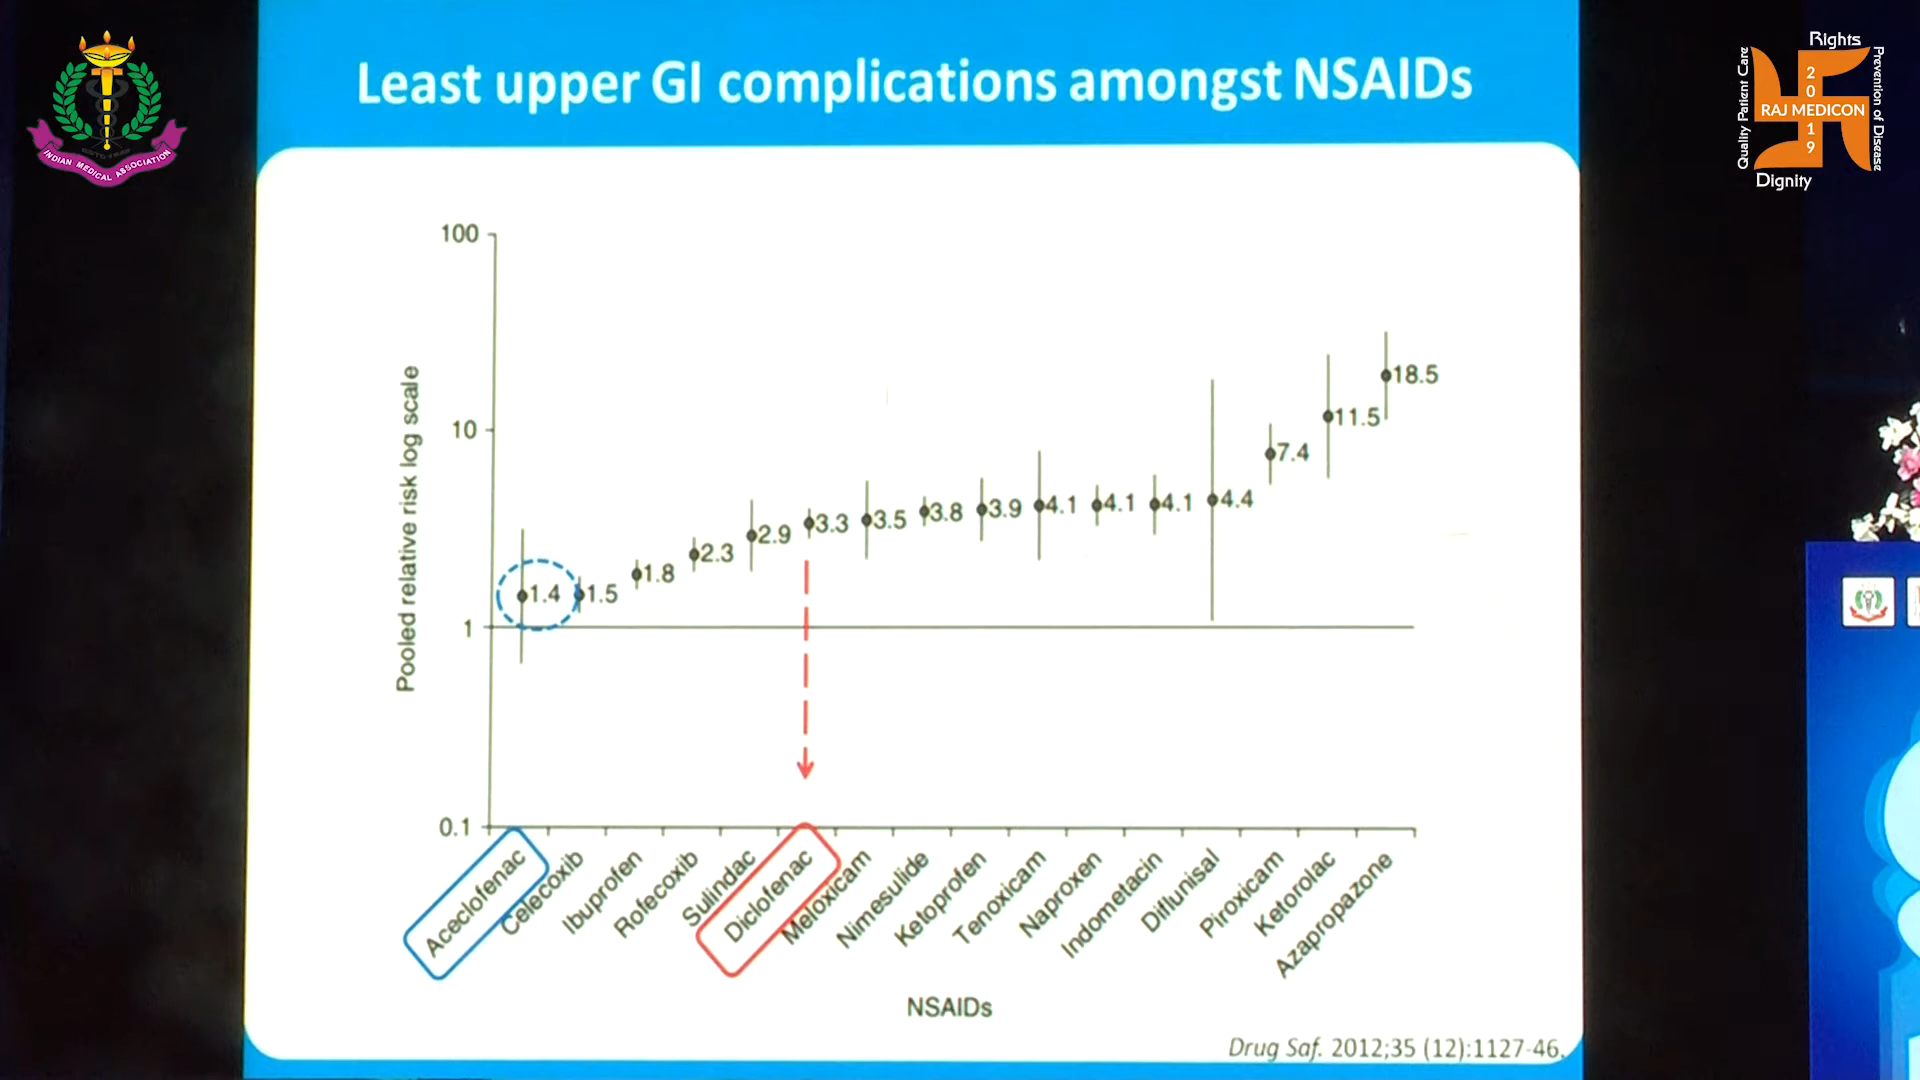 Least upper GI complications amongst NSAIDs
INDIAN MEDICAL ASSOCIATION
Rights
Quality Patient Care
Prevention of Disease
2019
RAJ MEDICON
Dignity
Pooled relative risk log scale
100
10
1
0.1
1.4
1.5
1.8
2.3
2.9
3.3
3.5
3.8
3.9
4.1
4.1
4.1
4.4
7.4
11.5
18.5
Aceclofenac
Celecoxib
Ibuprofen
Rofecoxib
Sulindac
Diclofenac
Meloxicam
Nimesulide
Ketoprofen
Tenoxicam
Naproxen
Indometacin
Diflunisal
Piroxicam
Ketorolac
Azapropazone
NSAIDs
Drug Saf. 2012;35 (12):1127-46.